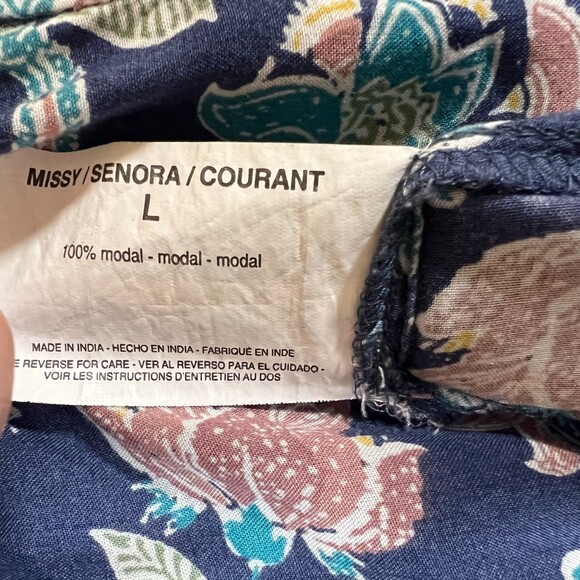 MISSY / SENORA / COURANT
L
100% modal - modal - modal
MADE IN INDIA - HECHO EN INDIA - FABRIQUÉ EN INDE
E REVERSE FOR CARE - VER AL REVERSO PARA EL CUIDADO -
VOIR LES INSTRUCTIONS D'ENTRETIEN AU DOS